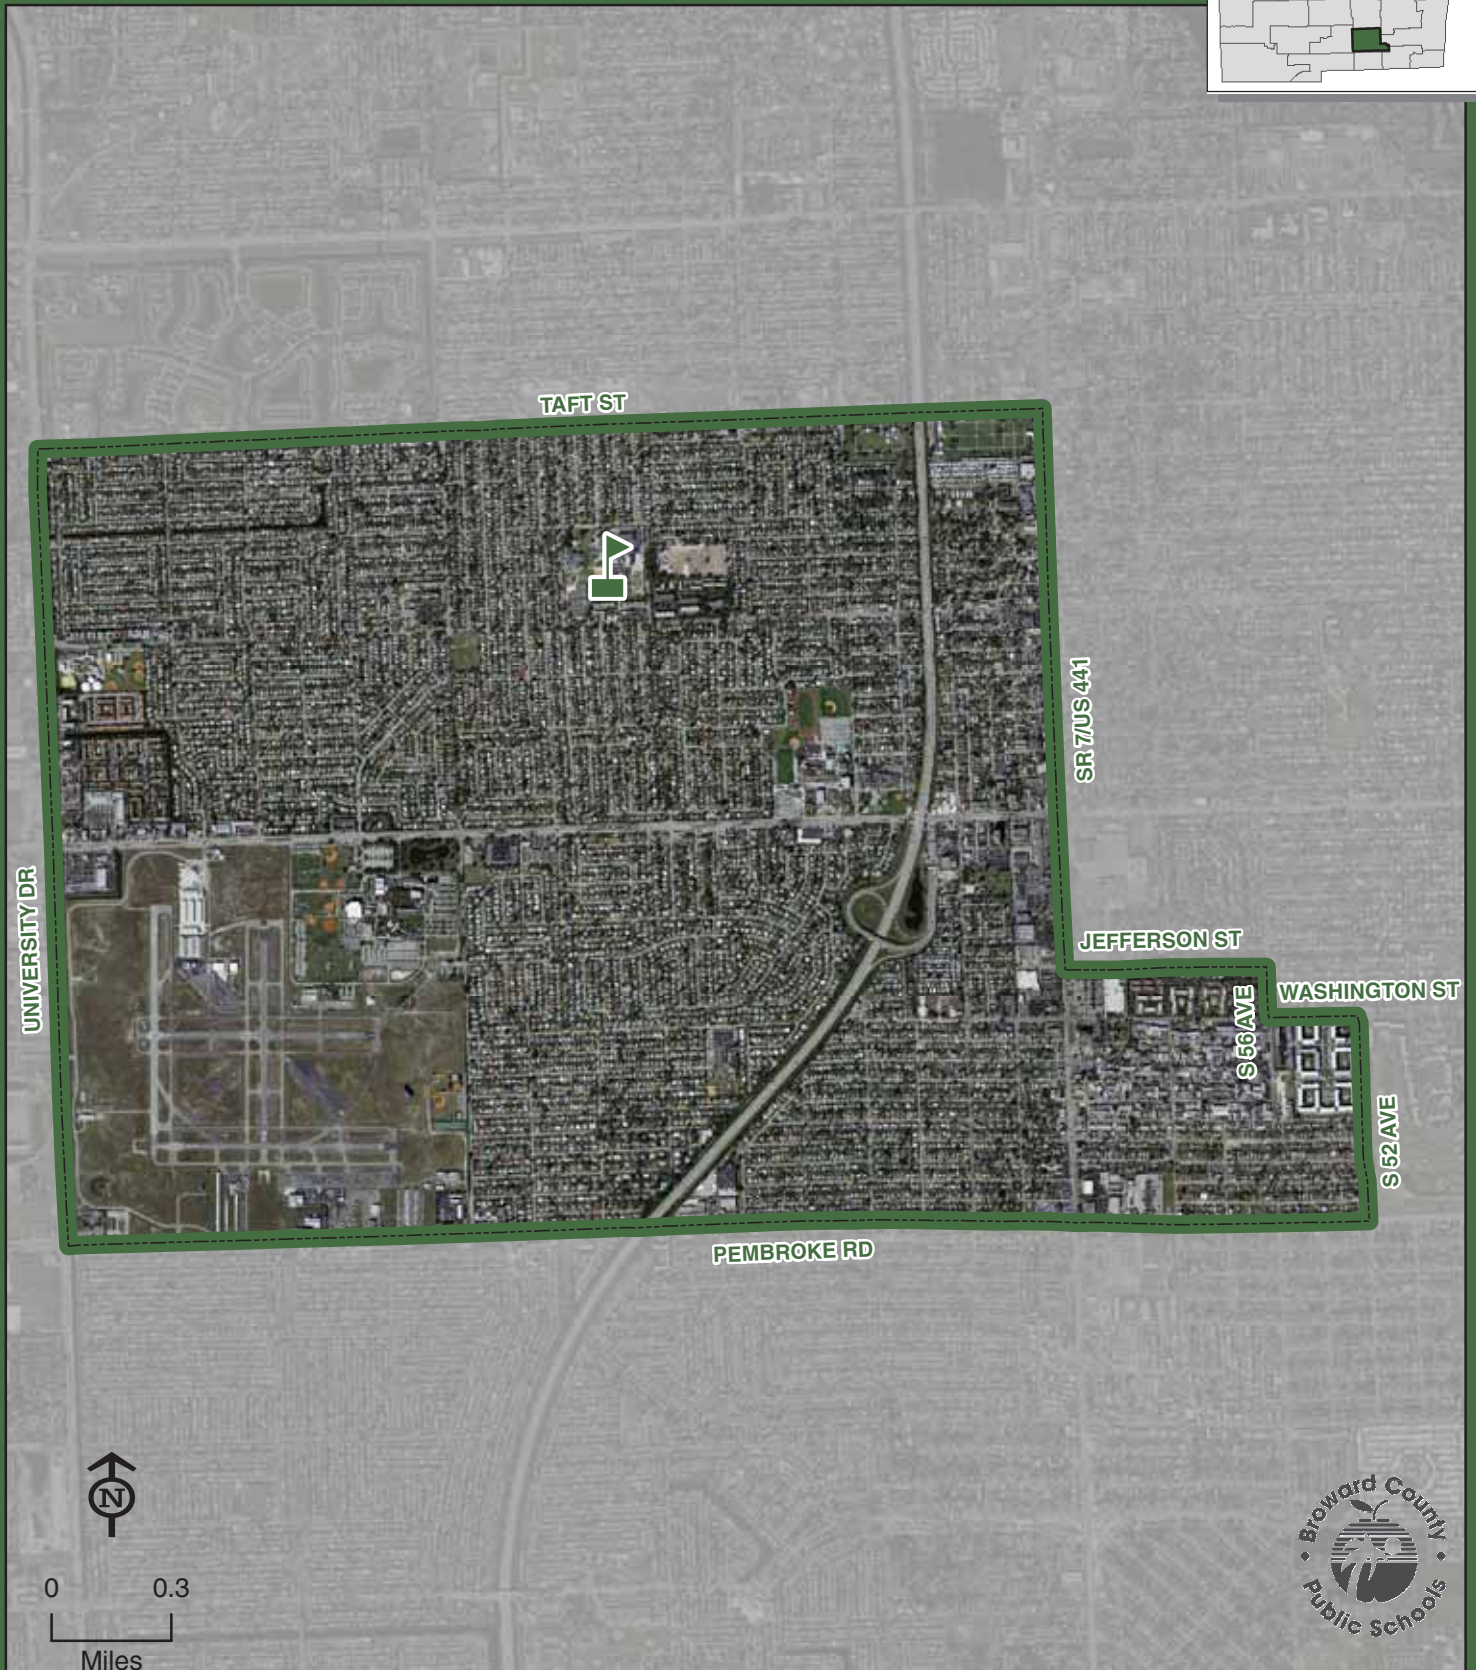 TAFT ST
SR 7/US 441
UNIVERSITY DR
JEFFERSON ST
WASHINGTON ST
S 56 AVE
S 52 AVE
PEMBROKE RD
N
0 0.3
Miles
Broward County
Public Schools